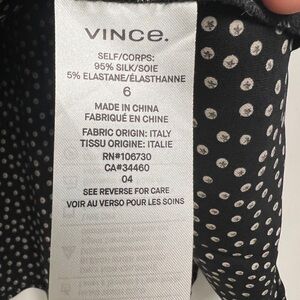 VINCE.
SELF/CORPS:
95% SILK/SOIE
5% ELASTANE/ÉLASTHANNE
6
MADE IN CHINA
FABRIQUÉ EN CHINE
FABRIC ORIGIN: ITALY
TISSU ORIGINE: ITALIE
RN#106730
CA#34460
04
SEE REVERSE FOR CARE
VOIR AU VERSO POUR LES SOINS